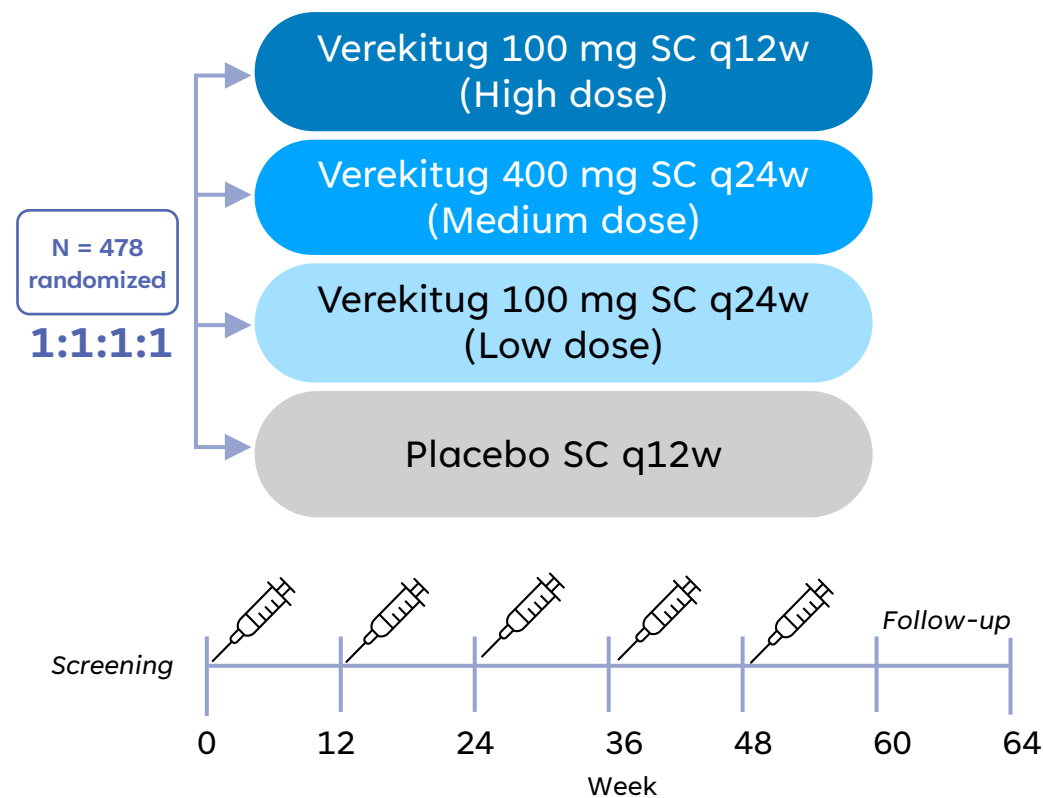 Verekitug 100 mg SC q12w
(High dose)
Verekitug 400 mg SC q24w
(Medium dose)
N = 478
randomized
1:1:1:1
Verekitug 100 mg SC q24w
(Low dose)
Placebo SC q12w
Screening
Follow-up
0 12 24 36 48 60 64
Week